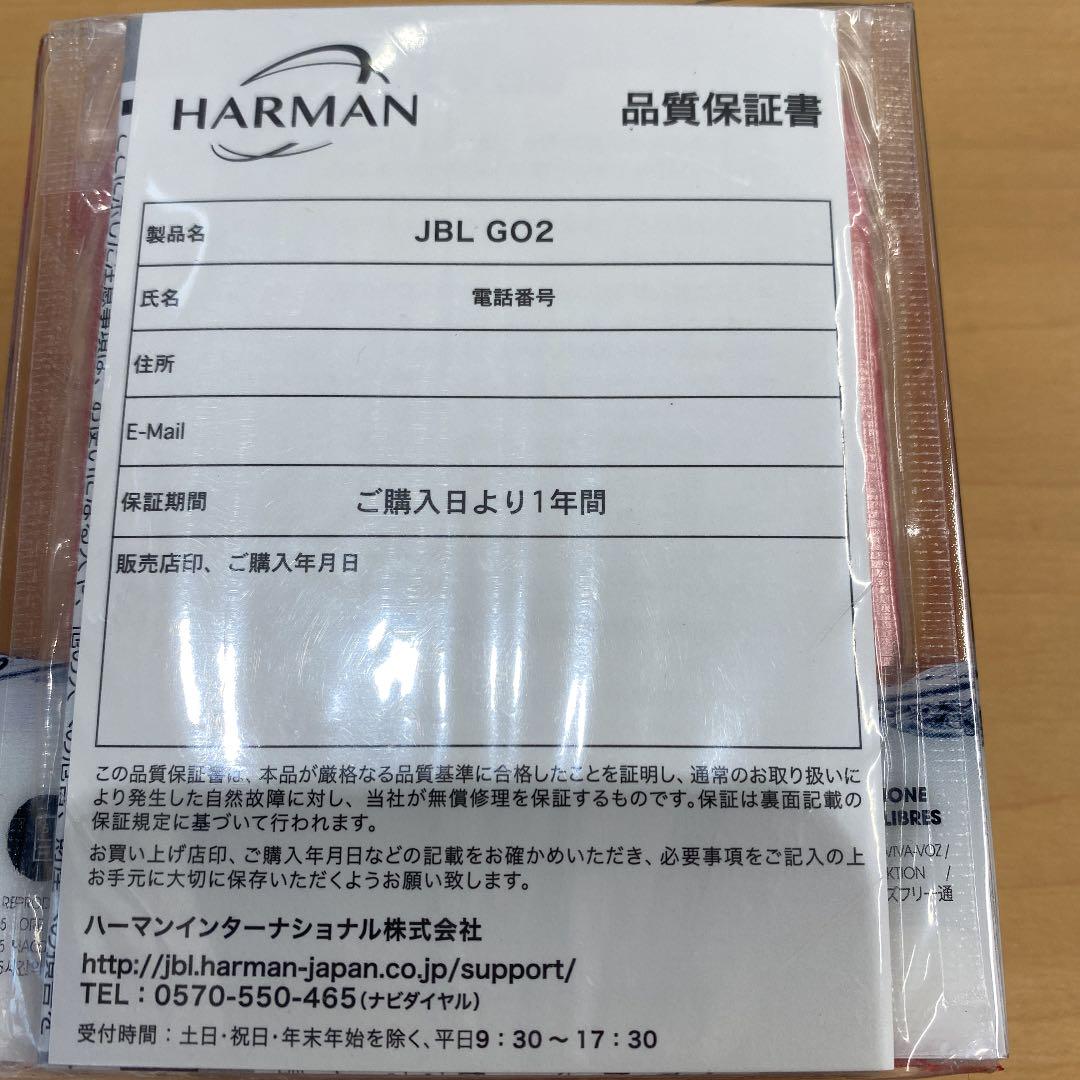 HARMAN
品質保証書
製品名 JBL GO2
氏名 電話番号
住所
E-Mail
保証期間 ご購入日より1年間
販売店印、ご購入年月日
この品質保証書は、本品が厳格なる品質基準に合格したことを証明し、通常のお取り扱いに
より発生した自然故障に対し、当社が無償修理を保証するものです。保証は裏面記載の
保証規定に基づいて行われます。
お買い上げ店印、ご購入年月日などの記載をお確かめいただき、必要事項をご記入の上
お手元に大切に保存いただくようお願い致します。
ハーマンインターナショナル株式会社
http://jbl.harman-japan.co.jp/support/
TEL：0570-550-465（ナビダイヤル）
受付時間：土日・祝日・年末年始を除く、平日9：30～17：30
LIBRES
ズフリー通